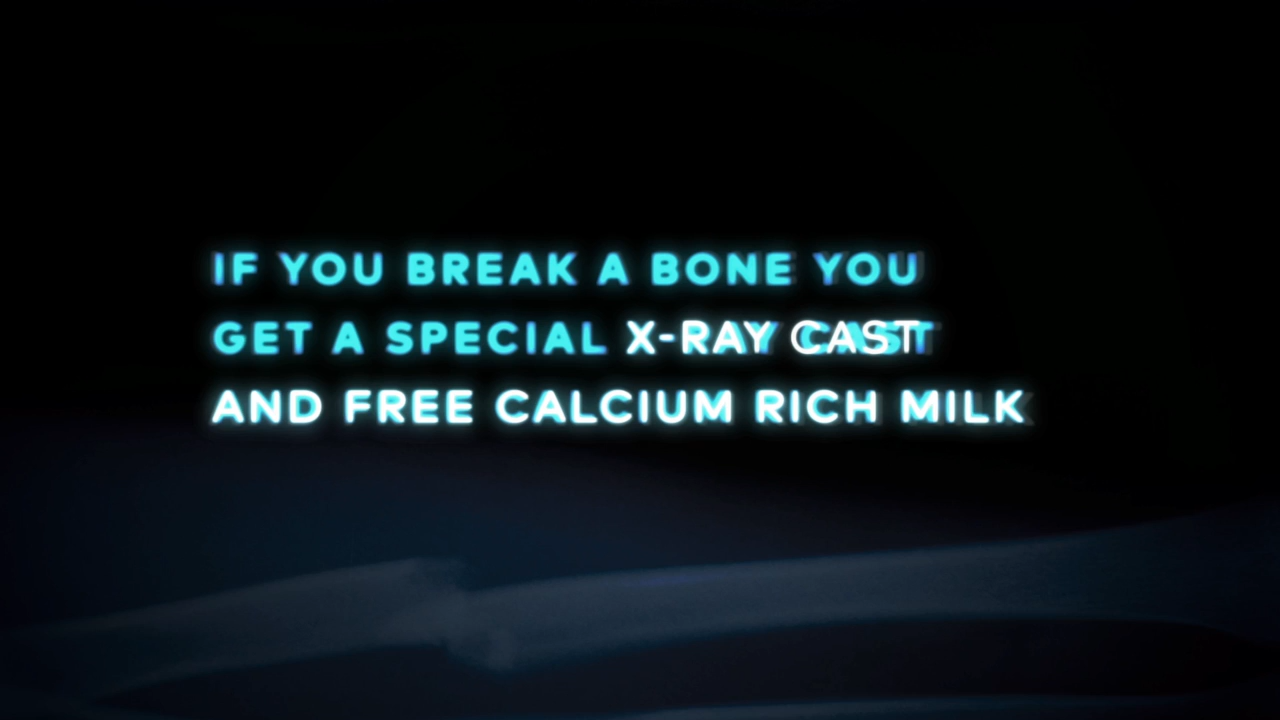 IF YOU BREAK A BONE YOU
GET A SPECIAL X-RAY CAST
AND FREE CALCIUM RICH MILK